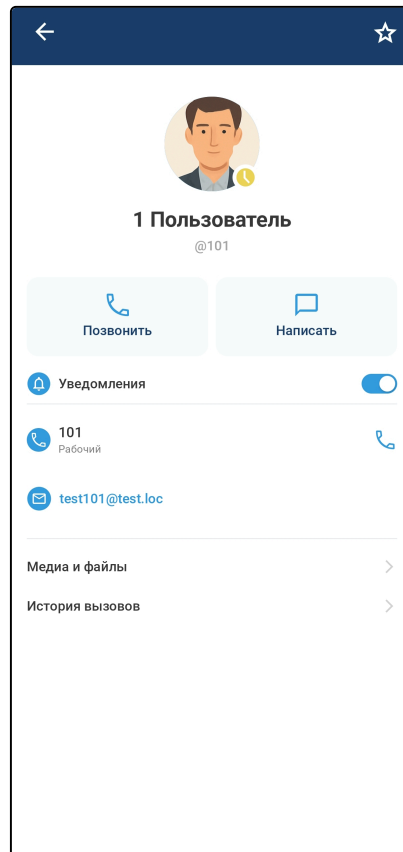 1 Пользователь
@101
Позвонить
Написать
Уведомления
101
Рабочий
test101@test.loc
Медиа и файлы
История вызовов